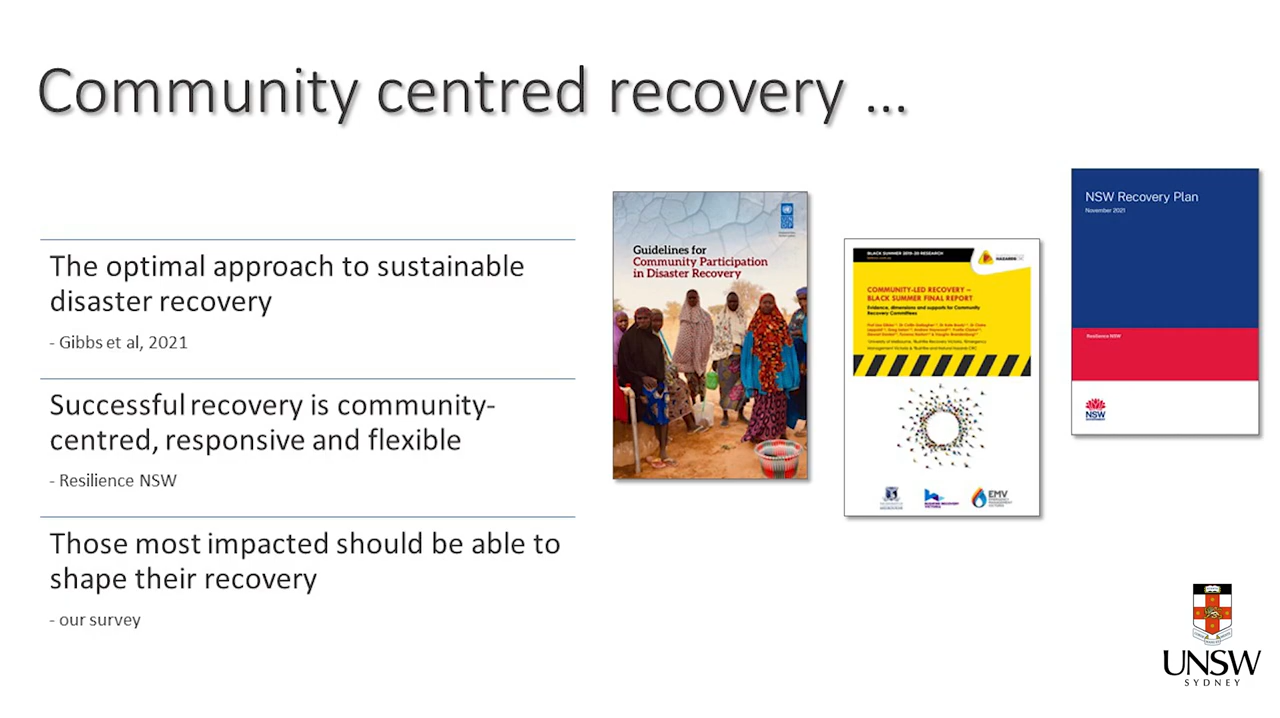 Community centred recovery ...
The optimal approach to sustainable
disaster recovery
- Gibbs et al, 2021
Successful recovery is community-
centred, responsive and flexible
- Resilience NSW
Those most impacted should be able to
shape their recovery
- our survey
Guidelines for
Community Participation
in Disaster Recovery
BLACK SUMMER 2019-20 RESEARCH
HAZARDS
COMMUNITY-LED RECOVERY –
BLACK SUMMER FINAL REPORT
Evidence, dimensions and supports for Community
Recovery Committees
EMV
NSW Recovery Plan
November 2021
Resilience NSW
NSW
UNSW
SYDNEY